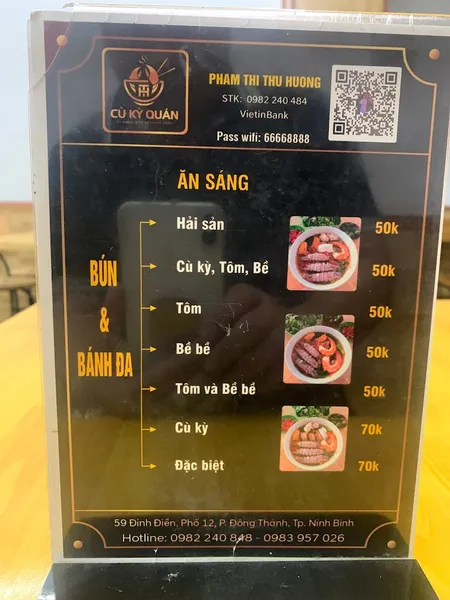 CÙ KỲ QUÁN
PHAM THI THU HUONG
STK: 0982 240 484
VietinBank
Pass wifi: 66668888
ĂN SÁNG
BÚN
&
BÁNH ĐA
Hải sản 50k
Cù kỳ, Tôm, Bề 50k
Tôm 50k
Bề bề 50k
Tôm và Bề bề 50k
Cù kỳ 70k
Đặc biệt 70k
59 Đinh Điền, Phố 12, P. Đông Thành, Tp. Ninh Bình
Hotline: 0982 240 848 - 0983 957 026